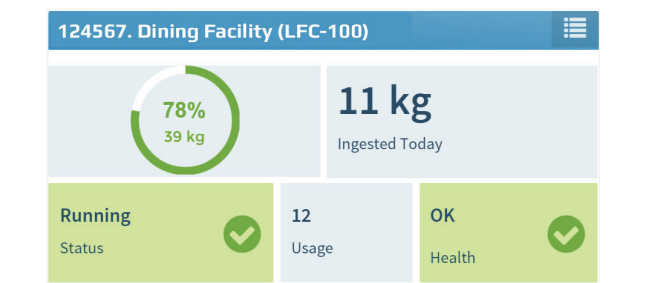 124567. Dining Facility (LFC-100)
78%
39 kg
11 kg
Ingested Today
Running
Status
12
Usage
OK
Health